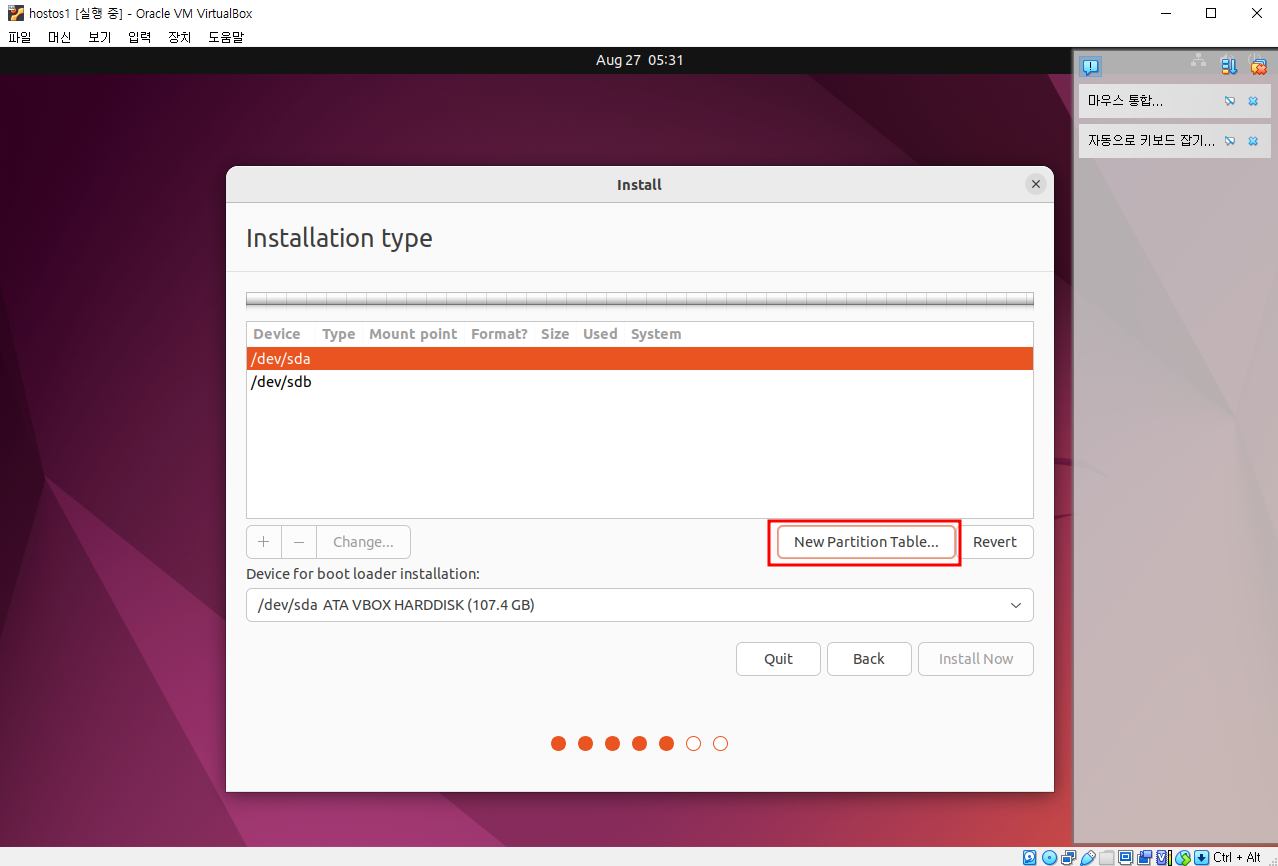 hostos1 [실행 중] - Oracle VM VirtualBox
파일 머신 보기 입력 장치 도움말
Aug 27 05:31
마우스 통합...
자동으로 키보드 잡기...
Install
Installation type
Device Type Mount point Format? Size Used System
/dev/sda
/dev/sdb
+ – Change...
New Partition Table... Revert
Device for boot loader installation:
/dev/sda ATA VBOX HARDDISK (107.4 GB)
Quit Back Install Now
Ctrl + Alt